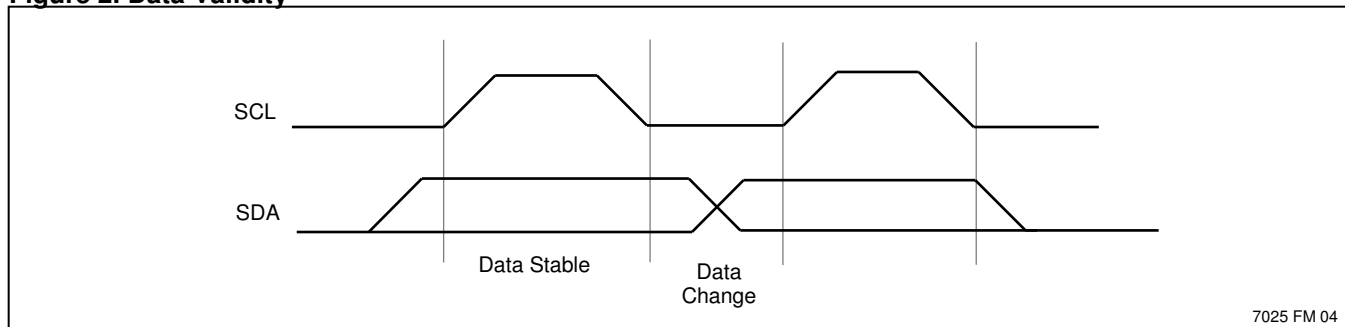 Figure 2. Data Validity
SCL
SDA
Data Stable
Data
Change
7025 FM 04